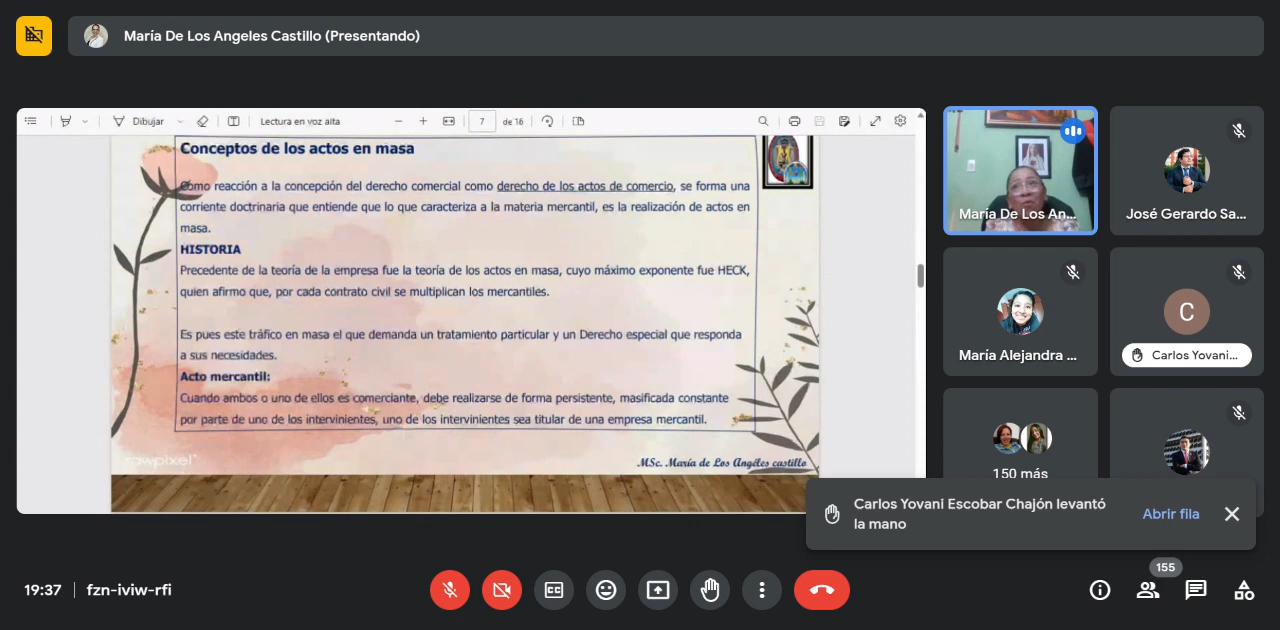 María De Los Angeles Castillo (Presentando)
Dibujar
Lectura en voz alta
7
de 16
Conceptos de los actos en masa
Como reacción a la concepción del derecho comercial como derecho de los actos de comercio, se forma una
corriente doctrinaria que entiende que lo que caracteriza a la materia mercantil, es la realización de actos en
masa.
HISTORIA
Precedente de la teoría de la empresa fue la teoría de los actos en masa, cuyo máximo exponente fue HECK,
quien afirmo que, por cada contrato civil se multiplican los mercantiles.
Es pues este tráfico en masa el que demanda un tratamiento particular y un Derecho especial que responda
a sus necesidades.
Acto mercantil:
Cuando ambos o uno de ellos es comerciante, debe realizarse de forma persistente, masificada constante
por parte de uno de los intervinientes, uno de los intervinientes sea titular de una empresa mercantil.
rawpixel
MSc. María de Los Angéles castillo
María De Los An...
José Gerardo Sa...
María Alejandra ...
C
Carlos Yovani...
150 más
Carlos Yovani Escobar Chajón levantó
la mano
Abrir fila
19:37
fzn-iviw-rfi
155